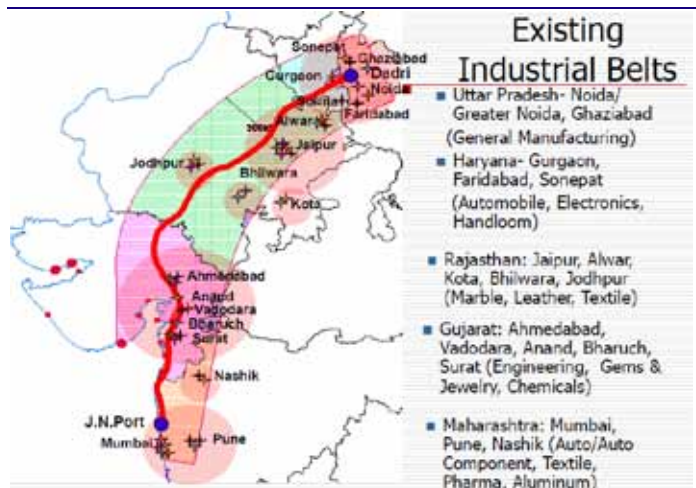 Existing
Industrial Belts
Uttar Pradesh- Noida/
Greater Noida, Ghaziabad
(General Manufacturing)
Haryana- Gurgaon,
Faridabad, Sonepat
(Automobile, Electronics,
Handloom)
Rajasthan: Jaipur, Alwar,
Kota, Bhilwara, Jodhpur
(Marble, Leather, Textile)
Gujarat: Ahmedabad,
Vadodara, Anand, Bharuch,
Surat (Engineering, Gems &
Jewelry, Chemicals)
Maharashtra: Mumbai,
Pune, Nashik (Auto/Auto
Component, Textile,
Pharma, Aluminum)
Sonepat
Ghaziabad
Gurgaon
Dadri
Noida
Faridabad
Alwar
Jaipur
Jodhpur
Bhilwara
Kota
Ahmedabad
Anand
Vadodara
Bharuch
Surat
Nashik
J.N.Port
Mumbai
Pune